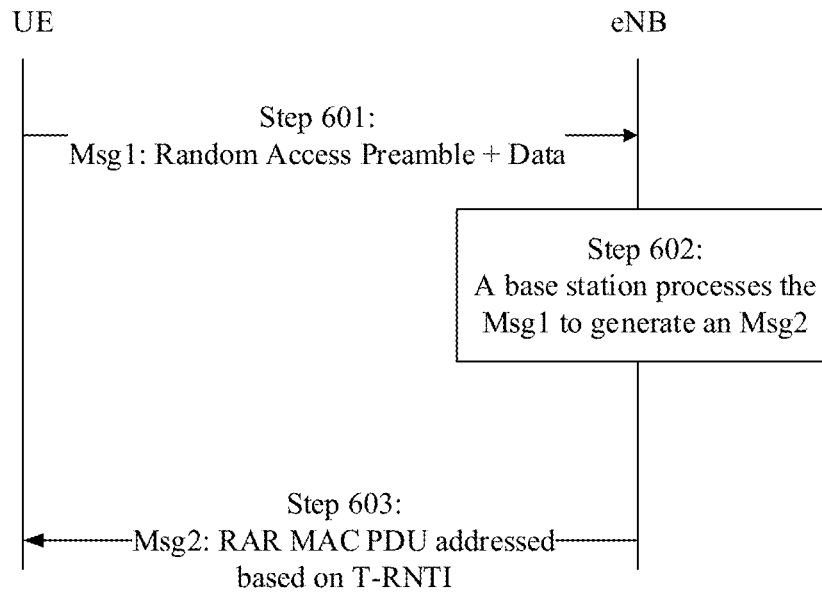 UE
eNB
Step 601:
Msg1: Random Access Preamble + Data
Step 602:
A base station processes the
Msg1 to generate an Msg2
Step 603:
Msg2: RAR MAC PDU addressed
based on T-RNTI